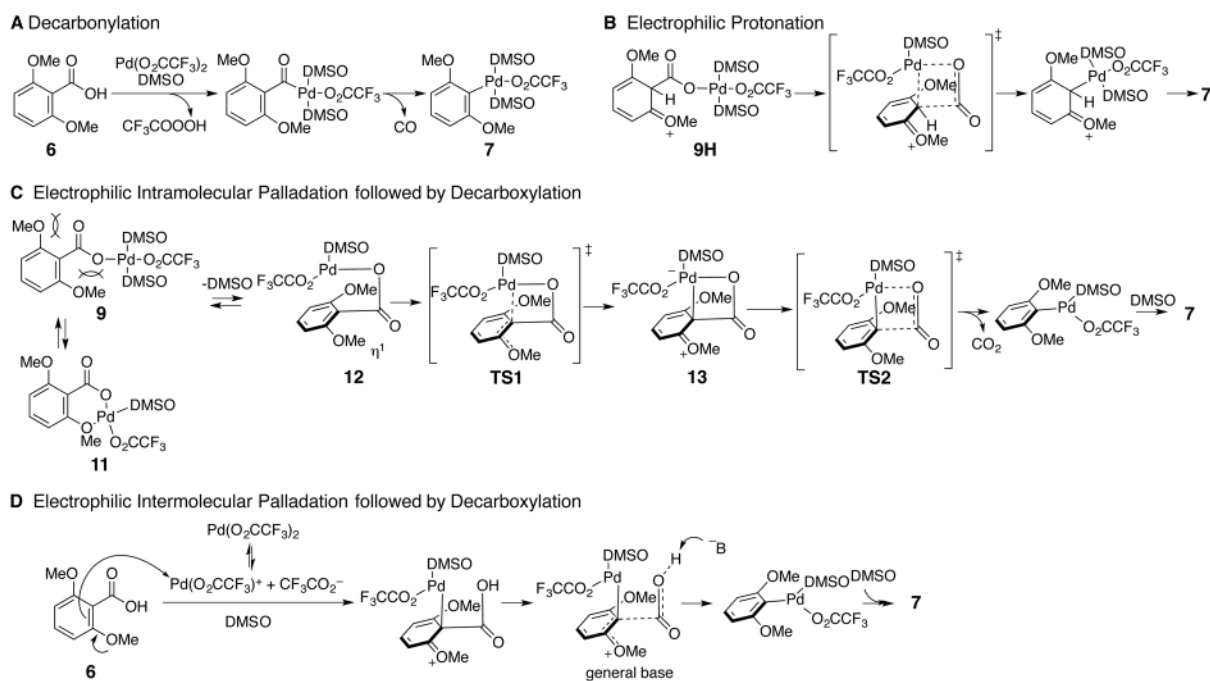 A Decarbonylation
MeO
O
OH
OMe
6
Pd(O₂CCF₃)₂
DMSO
CF₃COOOH
MeO
O
DMSO
Pd
O₂CCF₃
DMSO
OMe
CO
MeO
DMSO
Pd
O₂CCF₃
DMSO
OMe
7
B Electrophilic Protonation
OMe
O
H
O
DMSO
Pd
O₂CCF₃
DMSO
OMe
+
9H
DMSO
F₃CCO₂
Pd
O
OMe
H
O
OMe
+
‡
OMe
DMSO
Pd
O₂CCF₃
H
DMSO
OMe
+
7
C Electrophilic Intramolecular Palladation followed by Decarboxylation
MeO
O
O
DMSO
Pd
O₂CCF₃
DMSO
OMe
9
MeO
O
O
Pd
DMSO
O
Me
O₂CCF₃
11
-DMSO
DMSO
F₃CCO₂
Pd
O
OMe
OMe
O
η¹
12
DMSO
F₃CCO₂
Pd
O
OMe
O
OMe
‡
TS1
DMSO
−
F₃CCO₂
Pd
O
OMe
O
OMe
+
13
DMSO
F₃CCO₂
Pd
O
OMe
O
OMe
‡
TS2
CO₂
OMe
DMSO
Pd
O₂CCF₃
OMe
DMSO
7
D Electrophilic Intermolecular Palladation followed by Decarboxylation
MeO
O
OH
OMe
6
Pd(O₂CCF₃)₂
Pd(O₂CCF₃)⁺ + CF₃CO₂⁻
DMSO
DMSO
F₃CCO₂
Pd
OH
OMe
O
OMe
+
DMSO
F₃CCO₂
Pd
H
⁻B
O
OMe
O
OMe
+
general base
OMe
DMSO
Pd
O₂CCF₃
OMe
DMSO
7